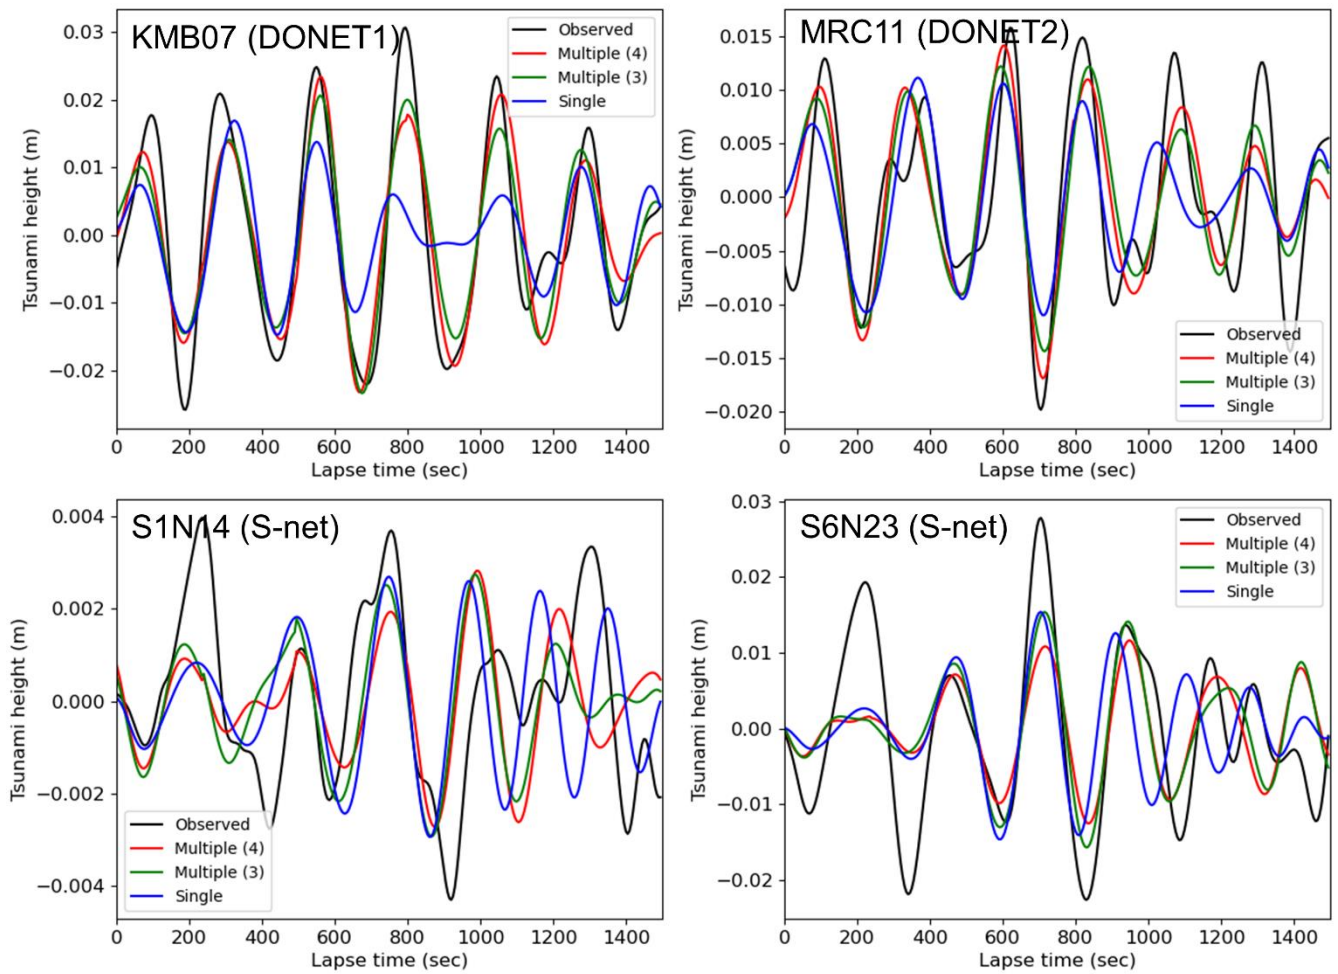 KMB07 (DONET1)
Observed
Multiple (4)
Multiple (3)
Single
Tsunami height (m)
0.03
0.02
0.01
0.00
−0.01
−0.02
0 200 400 600 800 1000 1200 1400
Lapse time (sec)
MRC11 (DONET2)
Tsunami height (m)
0.015
0.010
0.005
0.000
−0.005
−0.010
−0.015
−0.020
Observed
Multiple (4)
Multiple (3)
Single
0 200 400 600 800 1000 1200 1400
Lapse time (sec)
S1N14 (S-net)
Tsunami height (m)
0.004
0.002
0.000
−0.002
−0.004
Observed
Multiple (4)
Multiple (3)
Single
0 200 400 600 800 1000 1200 1400
Lapse time (sec)
S6N23 (S-net)
Observed
Multiple (4)
Multiple (3)
Single
Tsunami height (m)
0.03
0.02
0.01
0.00
−0.01
−0.02
0 200 400 600 800 1000 1200 1400
Lapse time (sec)